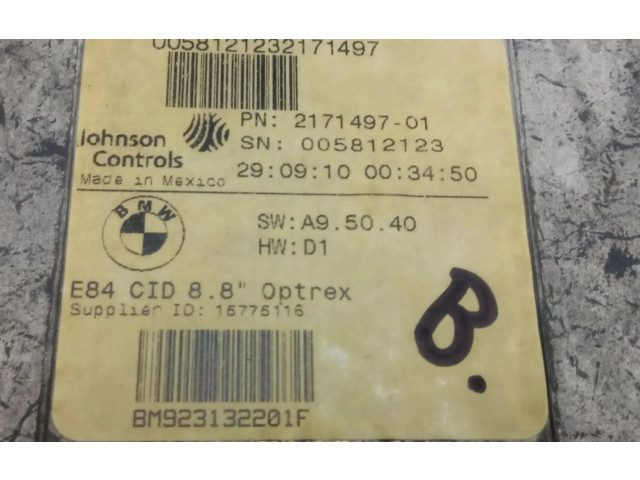 0058121232171497
PN: 2171497-01
SN: 005812123
Johnson
Controls
Made in Mexico
29:09:10 00:34:50
BMW
SW:A9.50.40
HW:D1
E84 CID 8.8" Optrex
Supplier ID: 15775116
B.
BM923132201F